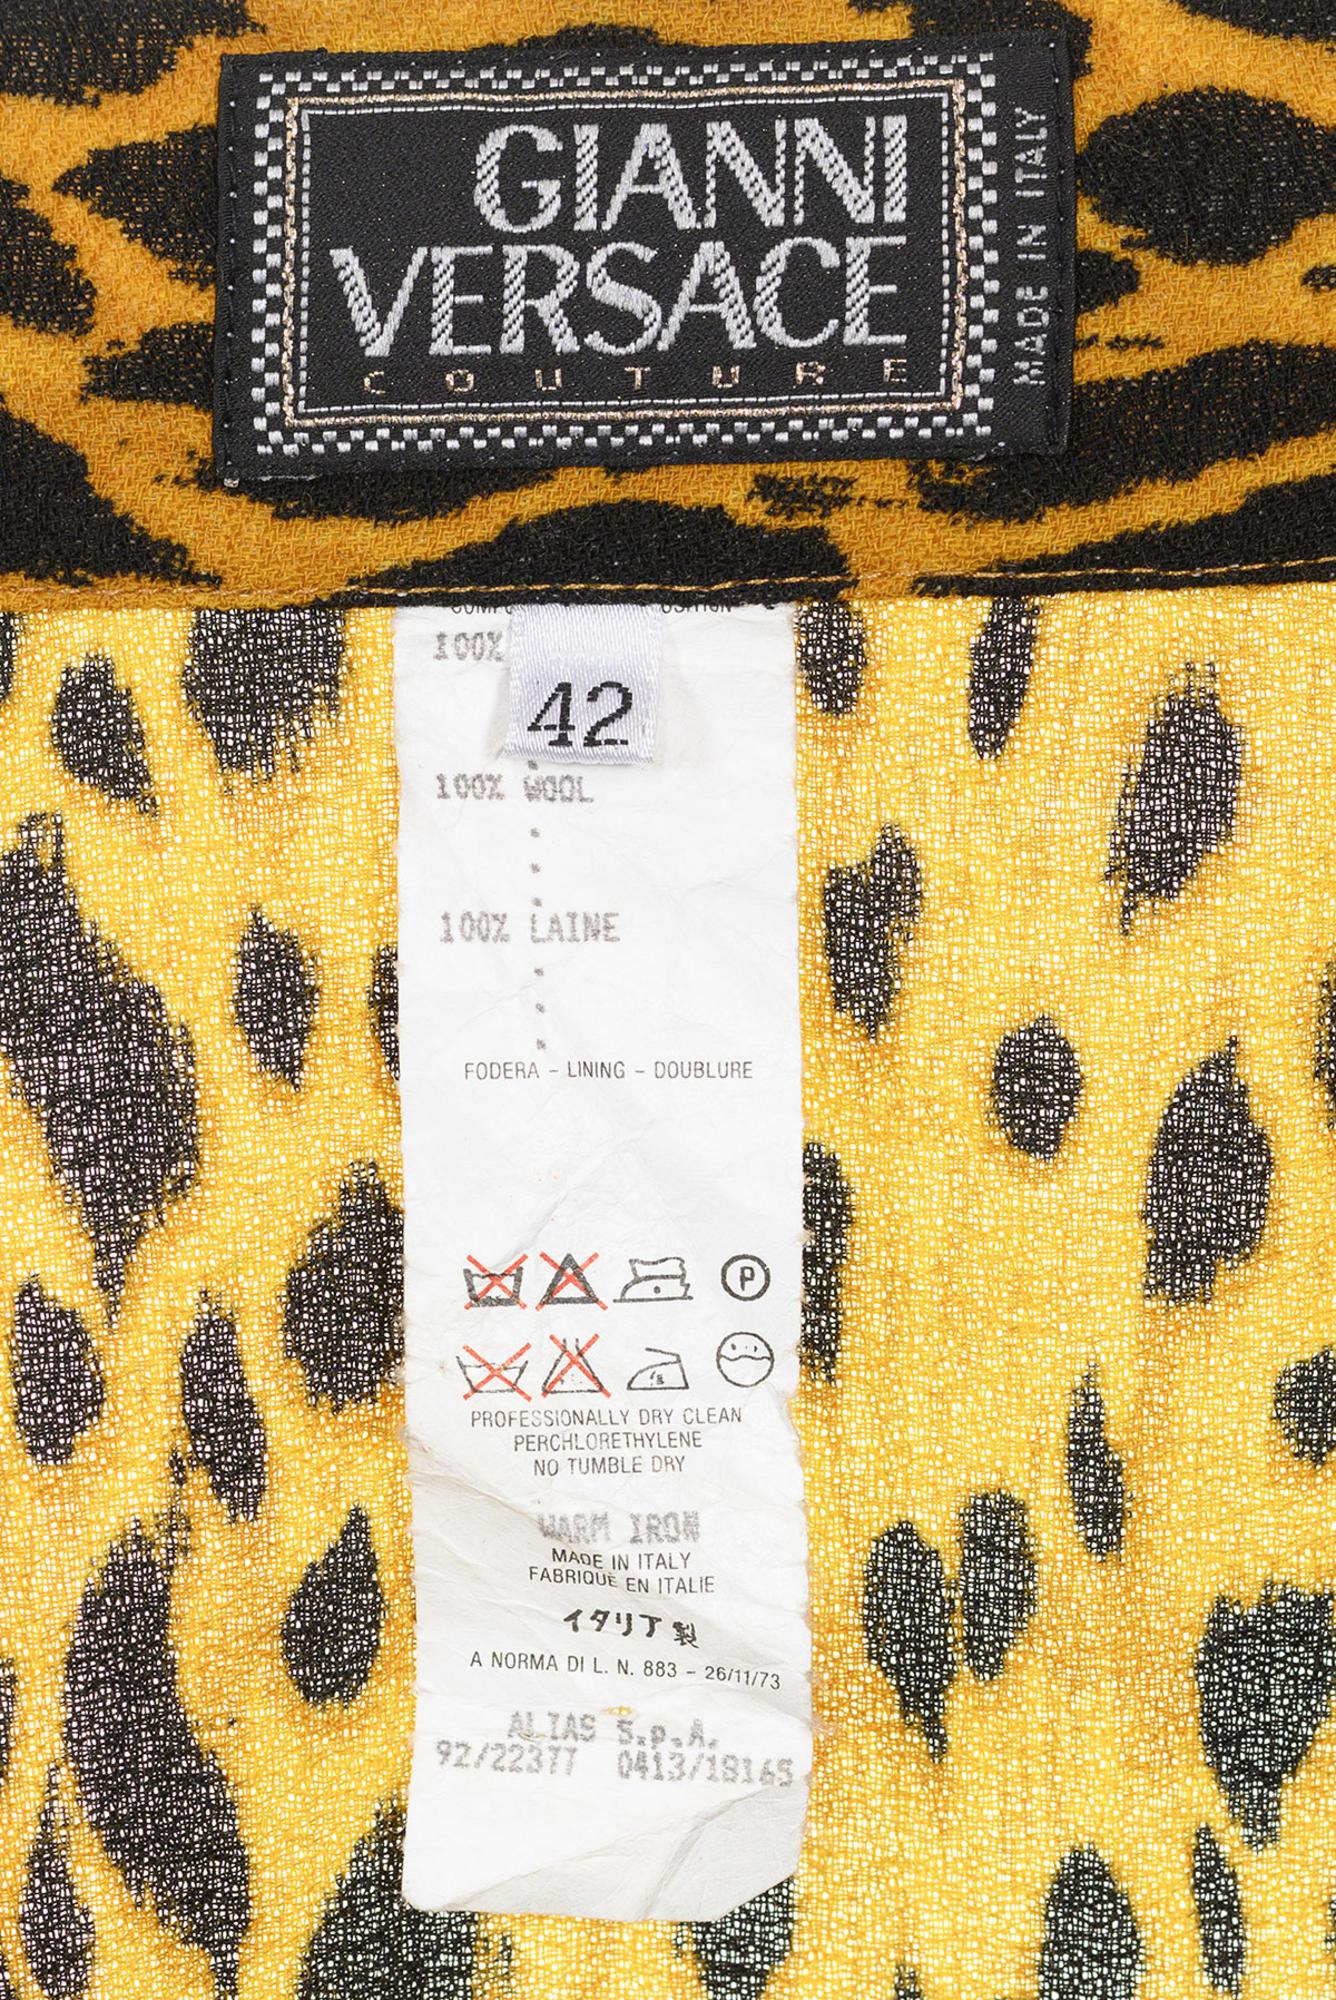 GIANNI
VERSACE
COUTURE
MADE IN ITALY
100%
42
100% WOOL
100% LAINE
FODERA - LINING - DOUBLURE
P
PROFESSIONALLY DRY CLEAN
PERCHLORETHYLENE
NO TUMBLE DRY
WARM IRON
MADE IN ITALY
FABRIQUE EN ITALIE
イタリア製
A NORMA DI L. N. 883 - 26/11/73
ALIAS S.p.A.
92/22377 0413/18165